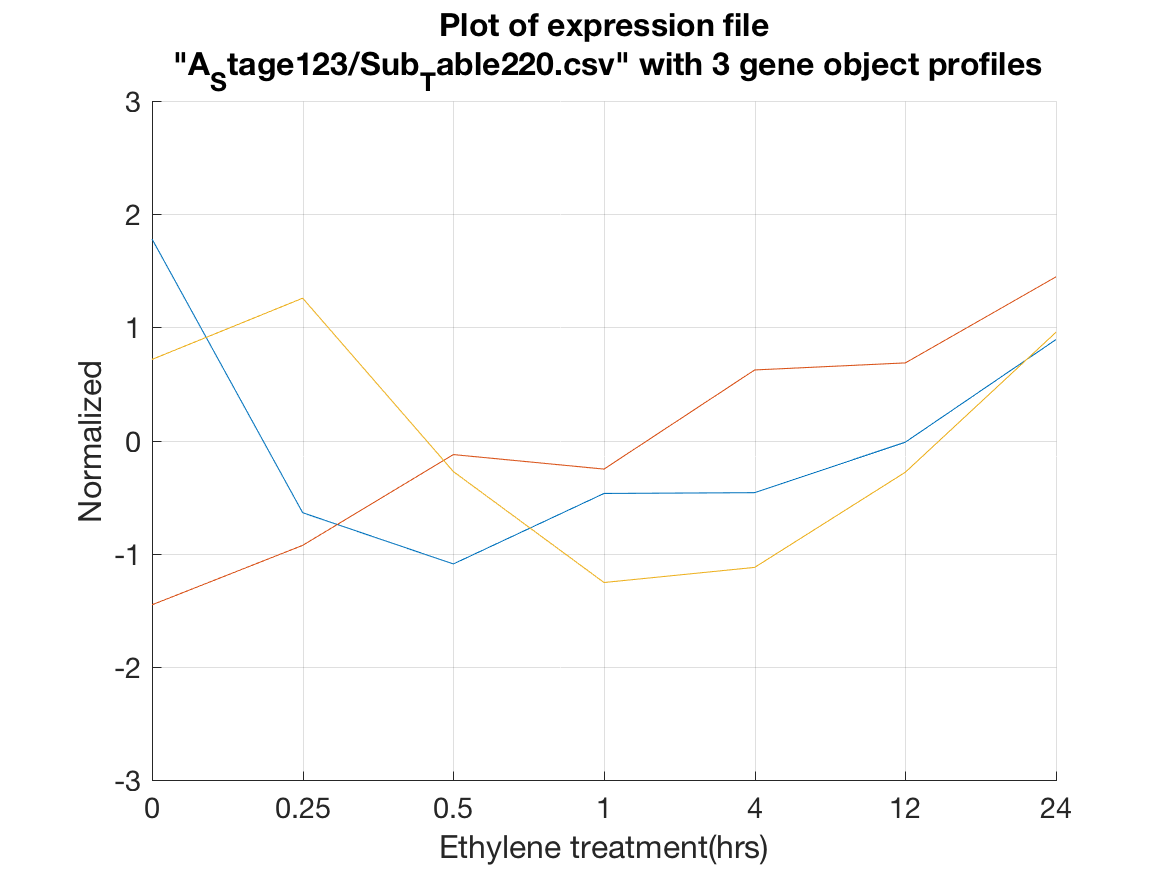 Plot of expression file
"A_Stage123/Sub_Table220.csv" with 3 gene object profiles
3
2
1
0
-1
-2
-3
Normalized
0 0.25 0.5 1 4 12 24
Ethylene treatment(hrs)